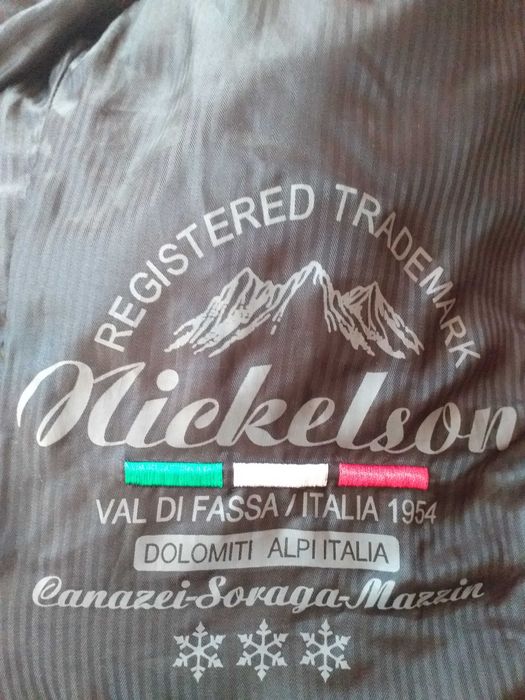 REGISTERED TRADEMARK
Nickelson
VAL DI FASSA / ITALIA 1954
DOLOMITI ALPI ITALIA
Canazei-Soraga-Mazzin